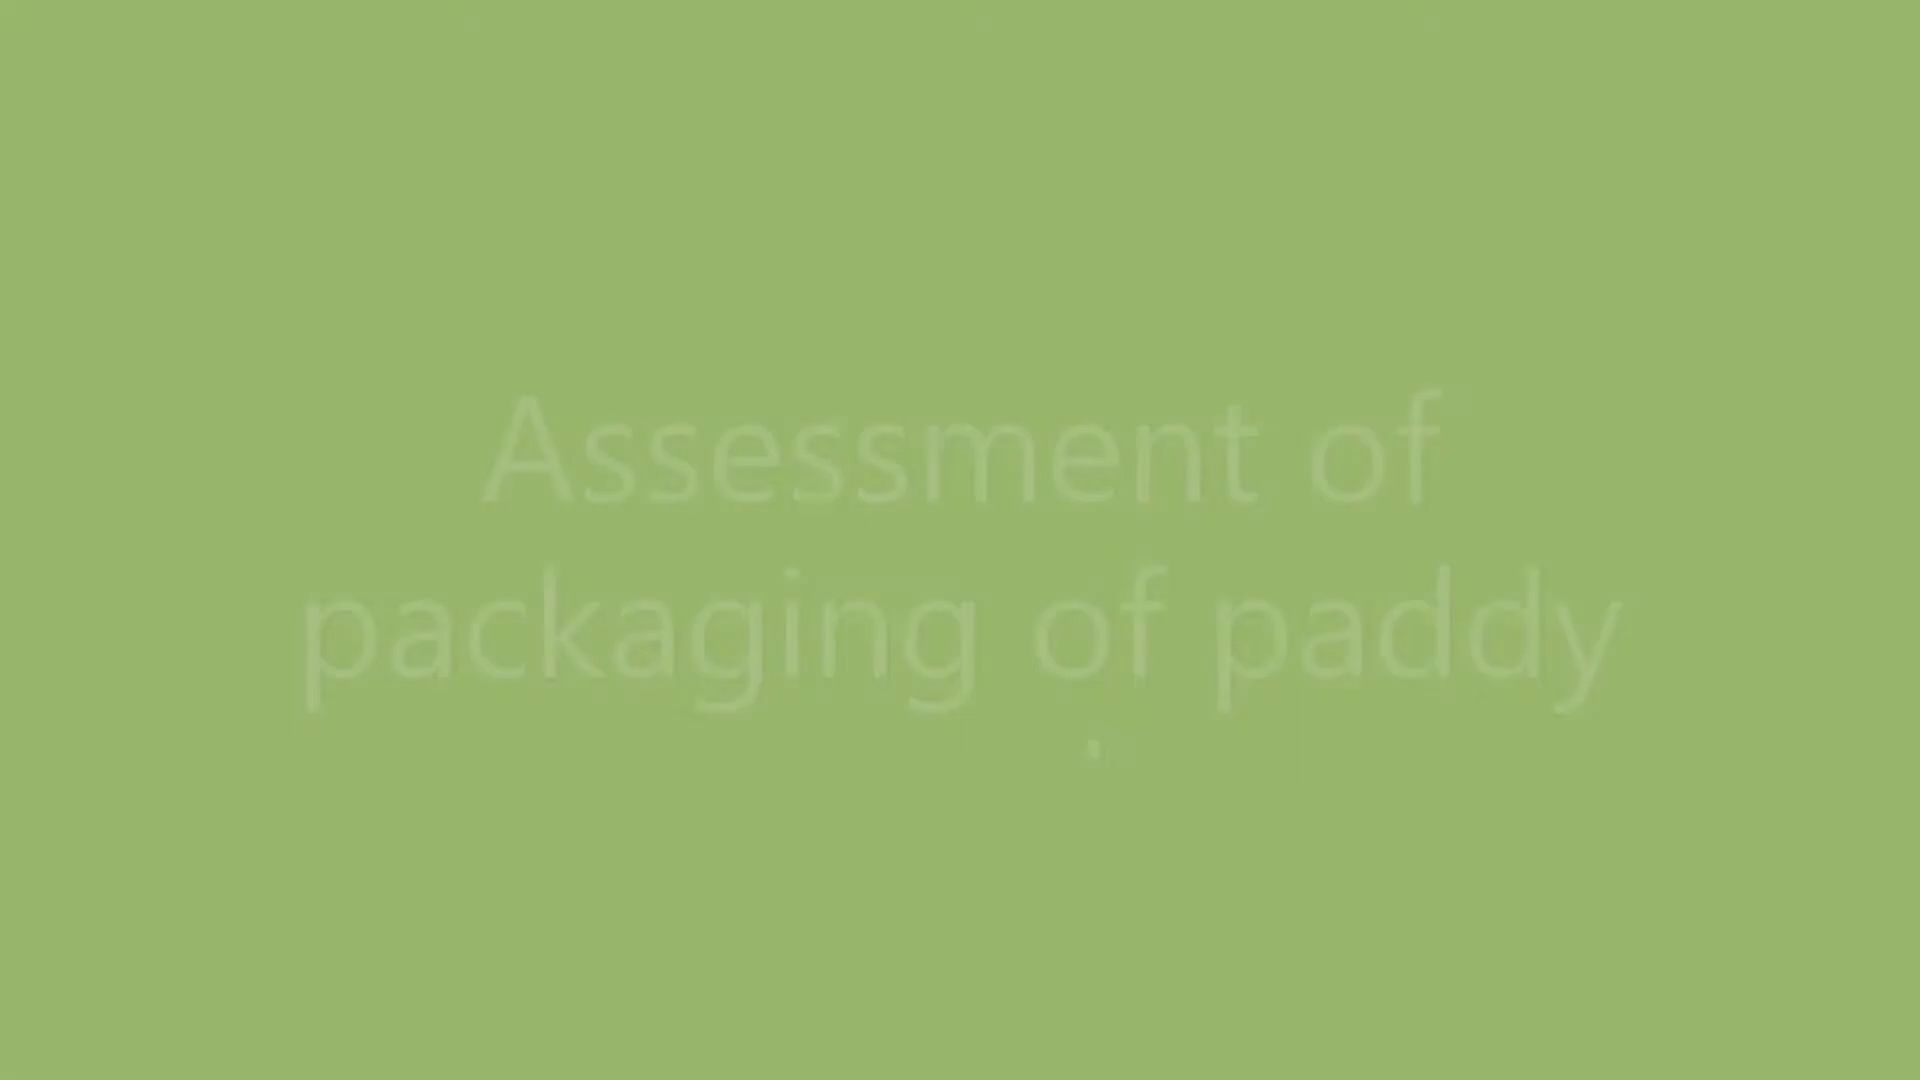 Assessment of
packaging of paddy